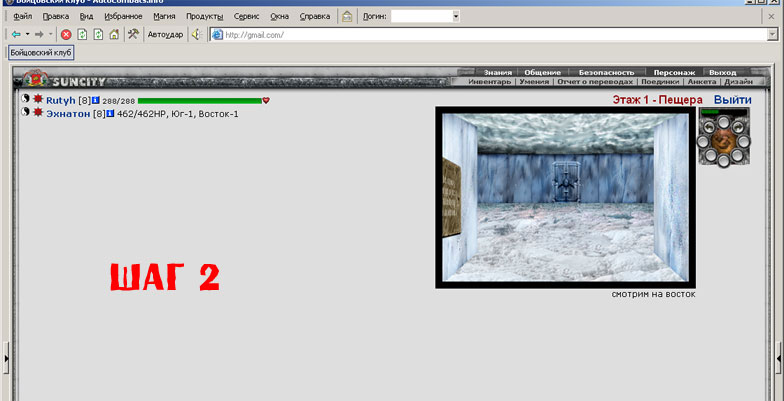 Бойцовский клуб - AutoCombats.info
Файл Правка Вид Избранное Магия Продукты Сервис Окна Справка Логин:
Автоудар http://gmail.com/
Бойцовский клуб
SUNCITY
Знания Общение Безопасность Персонаж Выход
Инвентарь Умения Отчет о переводах Поединки Анкета Дизайн
Rutyh [8] 288/288
Этаж 1 - Пещера Выйти
Эхнатон [8] 462/462HP, Юг-1, Восток-1
ШАГ 2
смотрим на восток